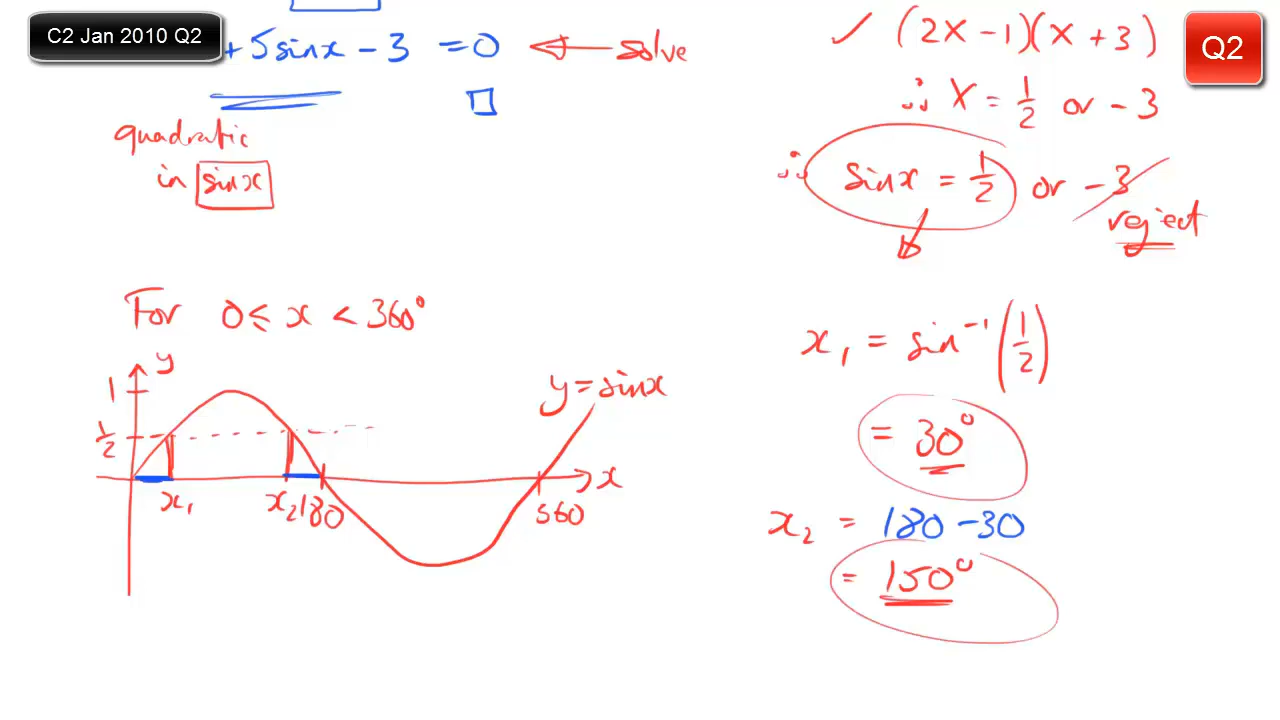 C2 Jan 2010 Q2
+ 5 sinx - 3 = 0 ← solve
quadratic
in sinx
✓ (2X - 1)(X + 3)
∴ X = 1/2 or - 3
∴ sinx = 1/2 or - 3
reject
Q2
For 0 ≤ x < 360°
y
1
1/2
y = sinx
x
x₁
x₂
180
360
x₁ = sin⁻¹(1/2)
= 30°
x₂ = 180 - 30
= 150°